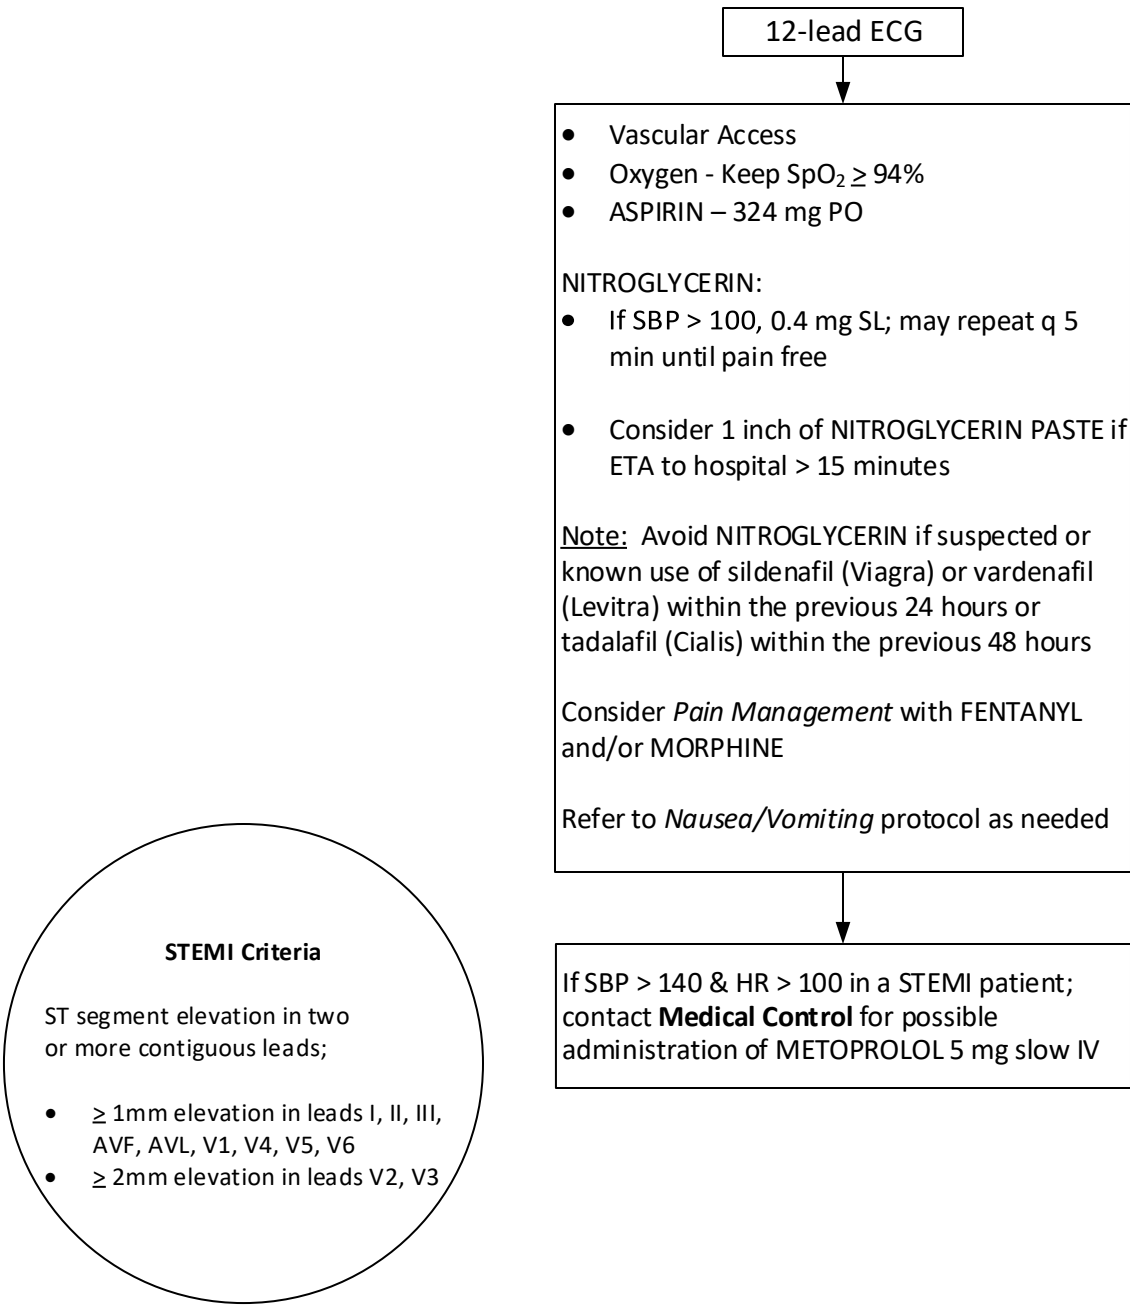 12-lead ECG
• Vascular Access
• Oxygen - Keep SpO₂ ≥ 94%
• ASPIRIN – 324 mg PO
NITROGLYCERIN:
• If SBP > 100, 0.4 mg SL; may repeat q 5
min until pain free
• Consider 1 inch of NITROGLYCERIN PASTE if
ETA to hospital > 15 minutes
Note: Avoid NITROGLYCERIN if suspected or
known use of sildenafil (Viagra) or vardenafil
(Levitra) within the previous 24 hours or
tadalafil (Cialis) within the previous 48 hours
Consider Pain Management with FENTANYL
and/or MORPHINE
Refer to Nausea/Vomiting protocol as needed
If SBP > 140 & HR > 100 in a STEMI patient;
contact Medical Control for possible
administration of METOPROLOL 5 mg slow IV
STEMI Criteria
ST segment elevation in two
or more contiguous leads;
• ≥ 1mm elevation in leads I, II, III,
AVF, AVL, V1, V4, V5, V6
• ≥ 2mm elevation in leads V2, V3